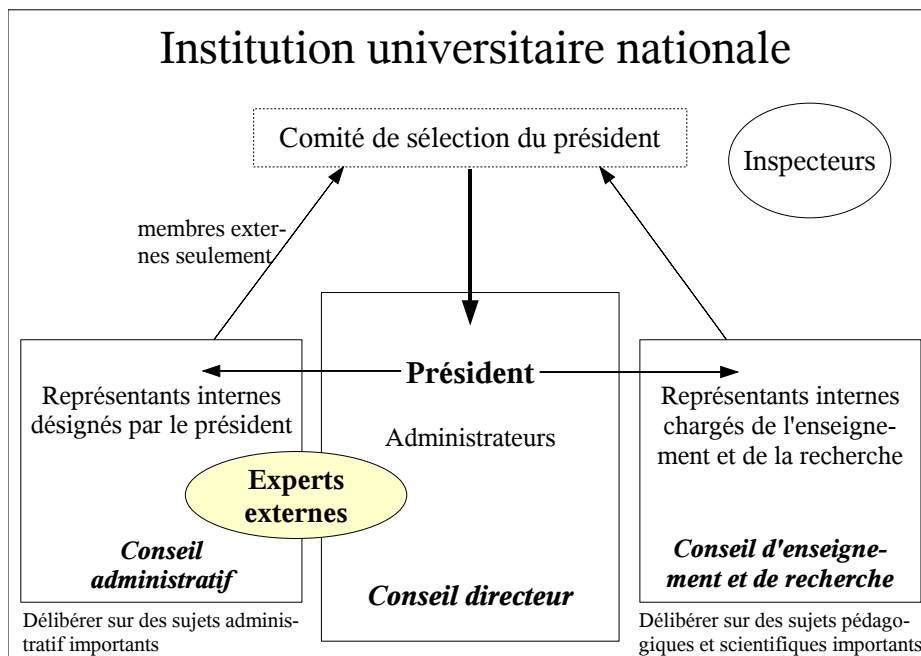 Institution universitaire nationale
Comité de sélection du président
Inspecteurs
membres exter-
nes seulement
Représentants internes
désignés par le président
Président
Administrateurs
Représentants internes
chargés de l'enseigne-
ment et de la recherche
Experts
externes
Conseil
administratif
Conseil directeur
Conseil d'enseigne-
ment et de recherche
Délibérer sur des sujets adminis-
tratif importants
Délibérer sur des sujets pédago-
giques et scientifiques importants